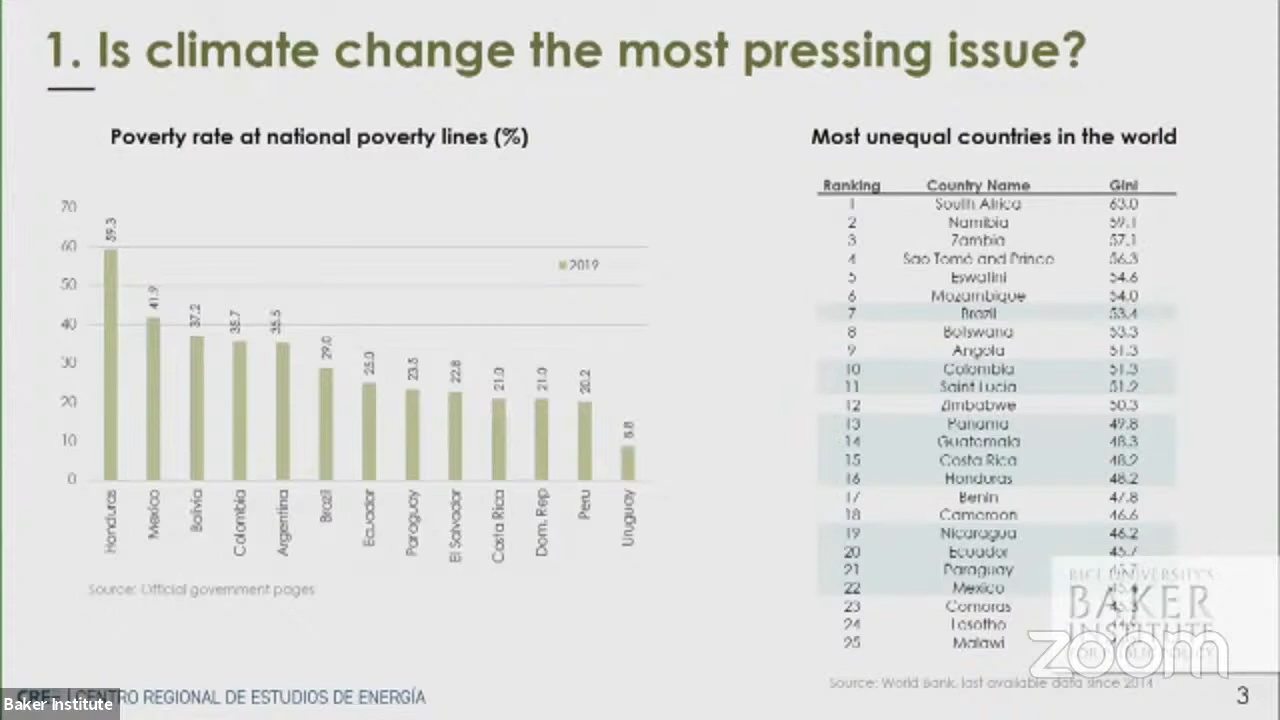 1. Is climate change the most pressing issue?
Poverty rate at national poverty lines (%)
70
60
50
40
30
20
10
0
59.3
41.9
37.2
35.7
35.5
29.0
25.0
23.5
22.8
21.0
21.0
20.2
8.8
2019
Honduras
Mexico
Bolivia
Colombia
Argentina
Brazil
Ecuador
Paraguay
El Salvador
Costa Rica
Dom. Rep
Peru
Uruguay
Source: Official government pages
Most unequal countries in the world
Ranking Country Name Gini
1 South Africa 63.0
2 Namibia 59.1
3 Zambia 57.1
4 Sao Tomé and Prince 56.3
5 Eswatini 54.6
6 Mozambique 54.0
7 Brazil 53.4
8 Botswana 53.3
9 Angola 51.3
10 Colombia 51.3
11 Saint Lucia 51.2
12 Zimbabwe 50.3
13 Panama 49.8
14 Guatemala 48.3
15 Costa Rica 48.2
16 Honduras 48.2
17 Benin 47.8
18 Cameroon 46.6
19 Nicaragua 46.2
20 Ecuador 45.7
21 Paraguay
22 Mexico
23 Comoros
24 Lesotho
25 Malawi
Source: World Bank, last available data since 2014
RICE UNIVERSITY'S
BAKER
INSTITUTE
FOR PUBLIC POLICY
zoom
CENTRO REGIONAL DE ESTUDIOS DE ENERGÍA
Baker Institute
3